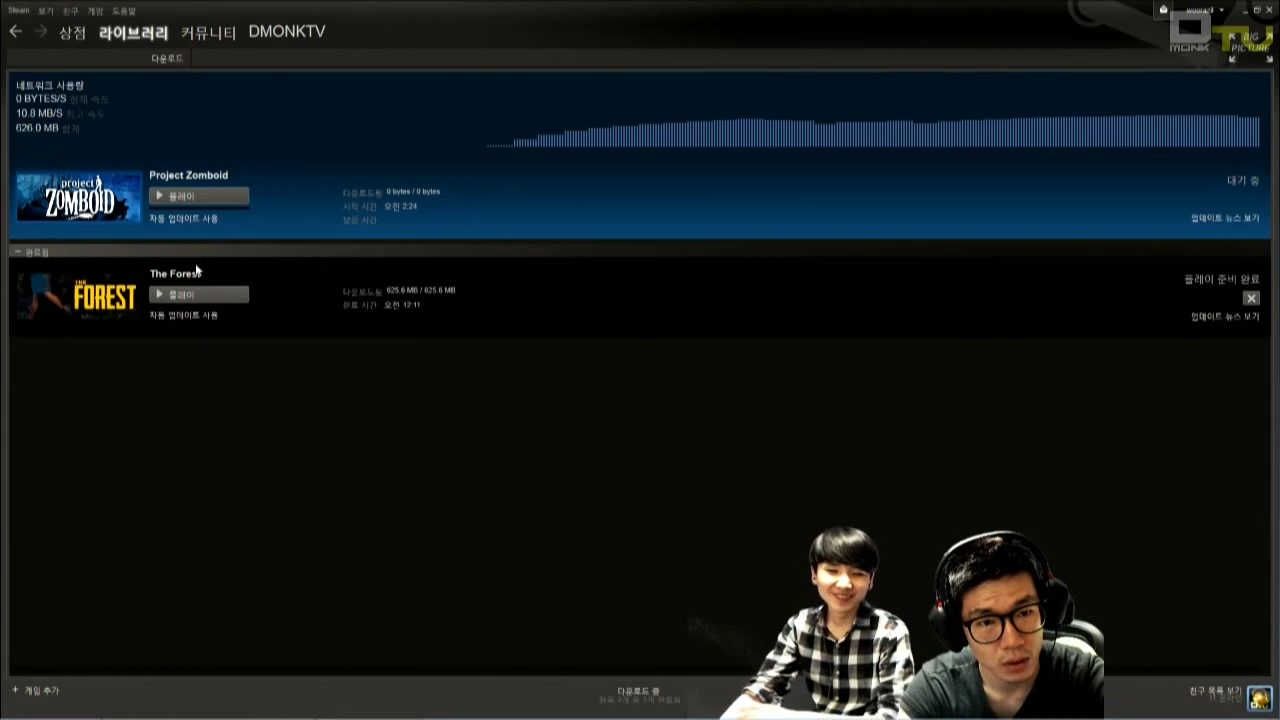 Steam 보기 친구 게임 도움말
상점 라이브러리 커뮤니티 DMONKTV
BIG PICTURE
D MONK TV
다운로드
네트워크 사용량
0 BYTES/S 현재 속도
10.8 MB/S 최고 속도
626.0 MB 합계
project ZOMBOID
Project Zomboid
플레이
자동 업데이트 사용
다운로드됨 0 bytes / 0 bytes
시작 시간 오전 2:24
남은 시간
대기 중
업데이트 뉴스 보기
완료됨
THE FOREST
The Forest
플레이
자동 업데이트 사용
다운로드됨 625.6 MB / 625.6 MB
완료 시간 오전 12:11
플레이 준비 완료
업데이트 뉴스 보기
+ 게임 추가
다운로드 중
친구 목록 보기